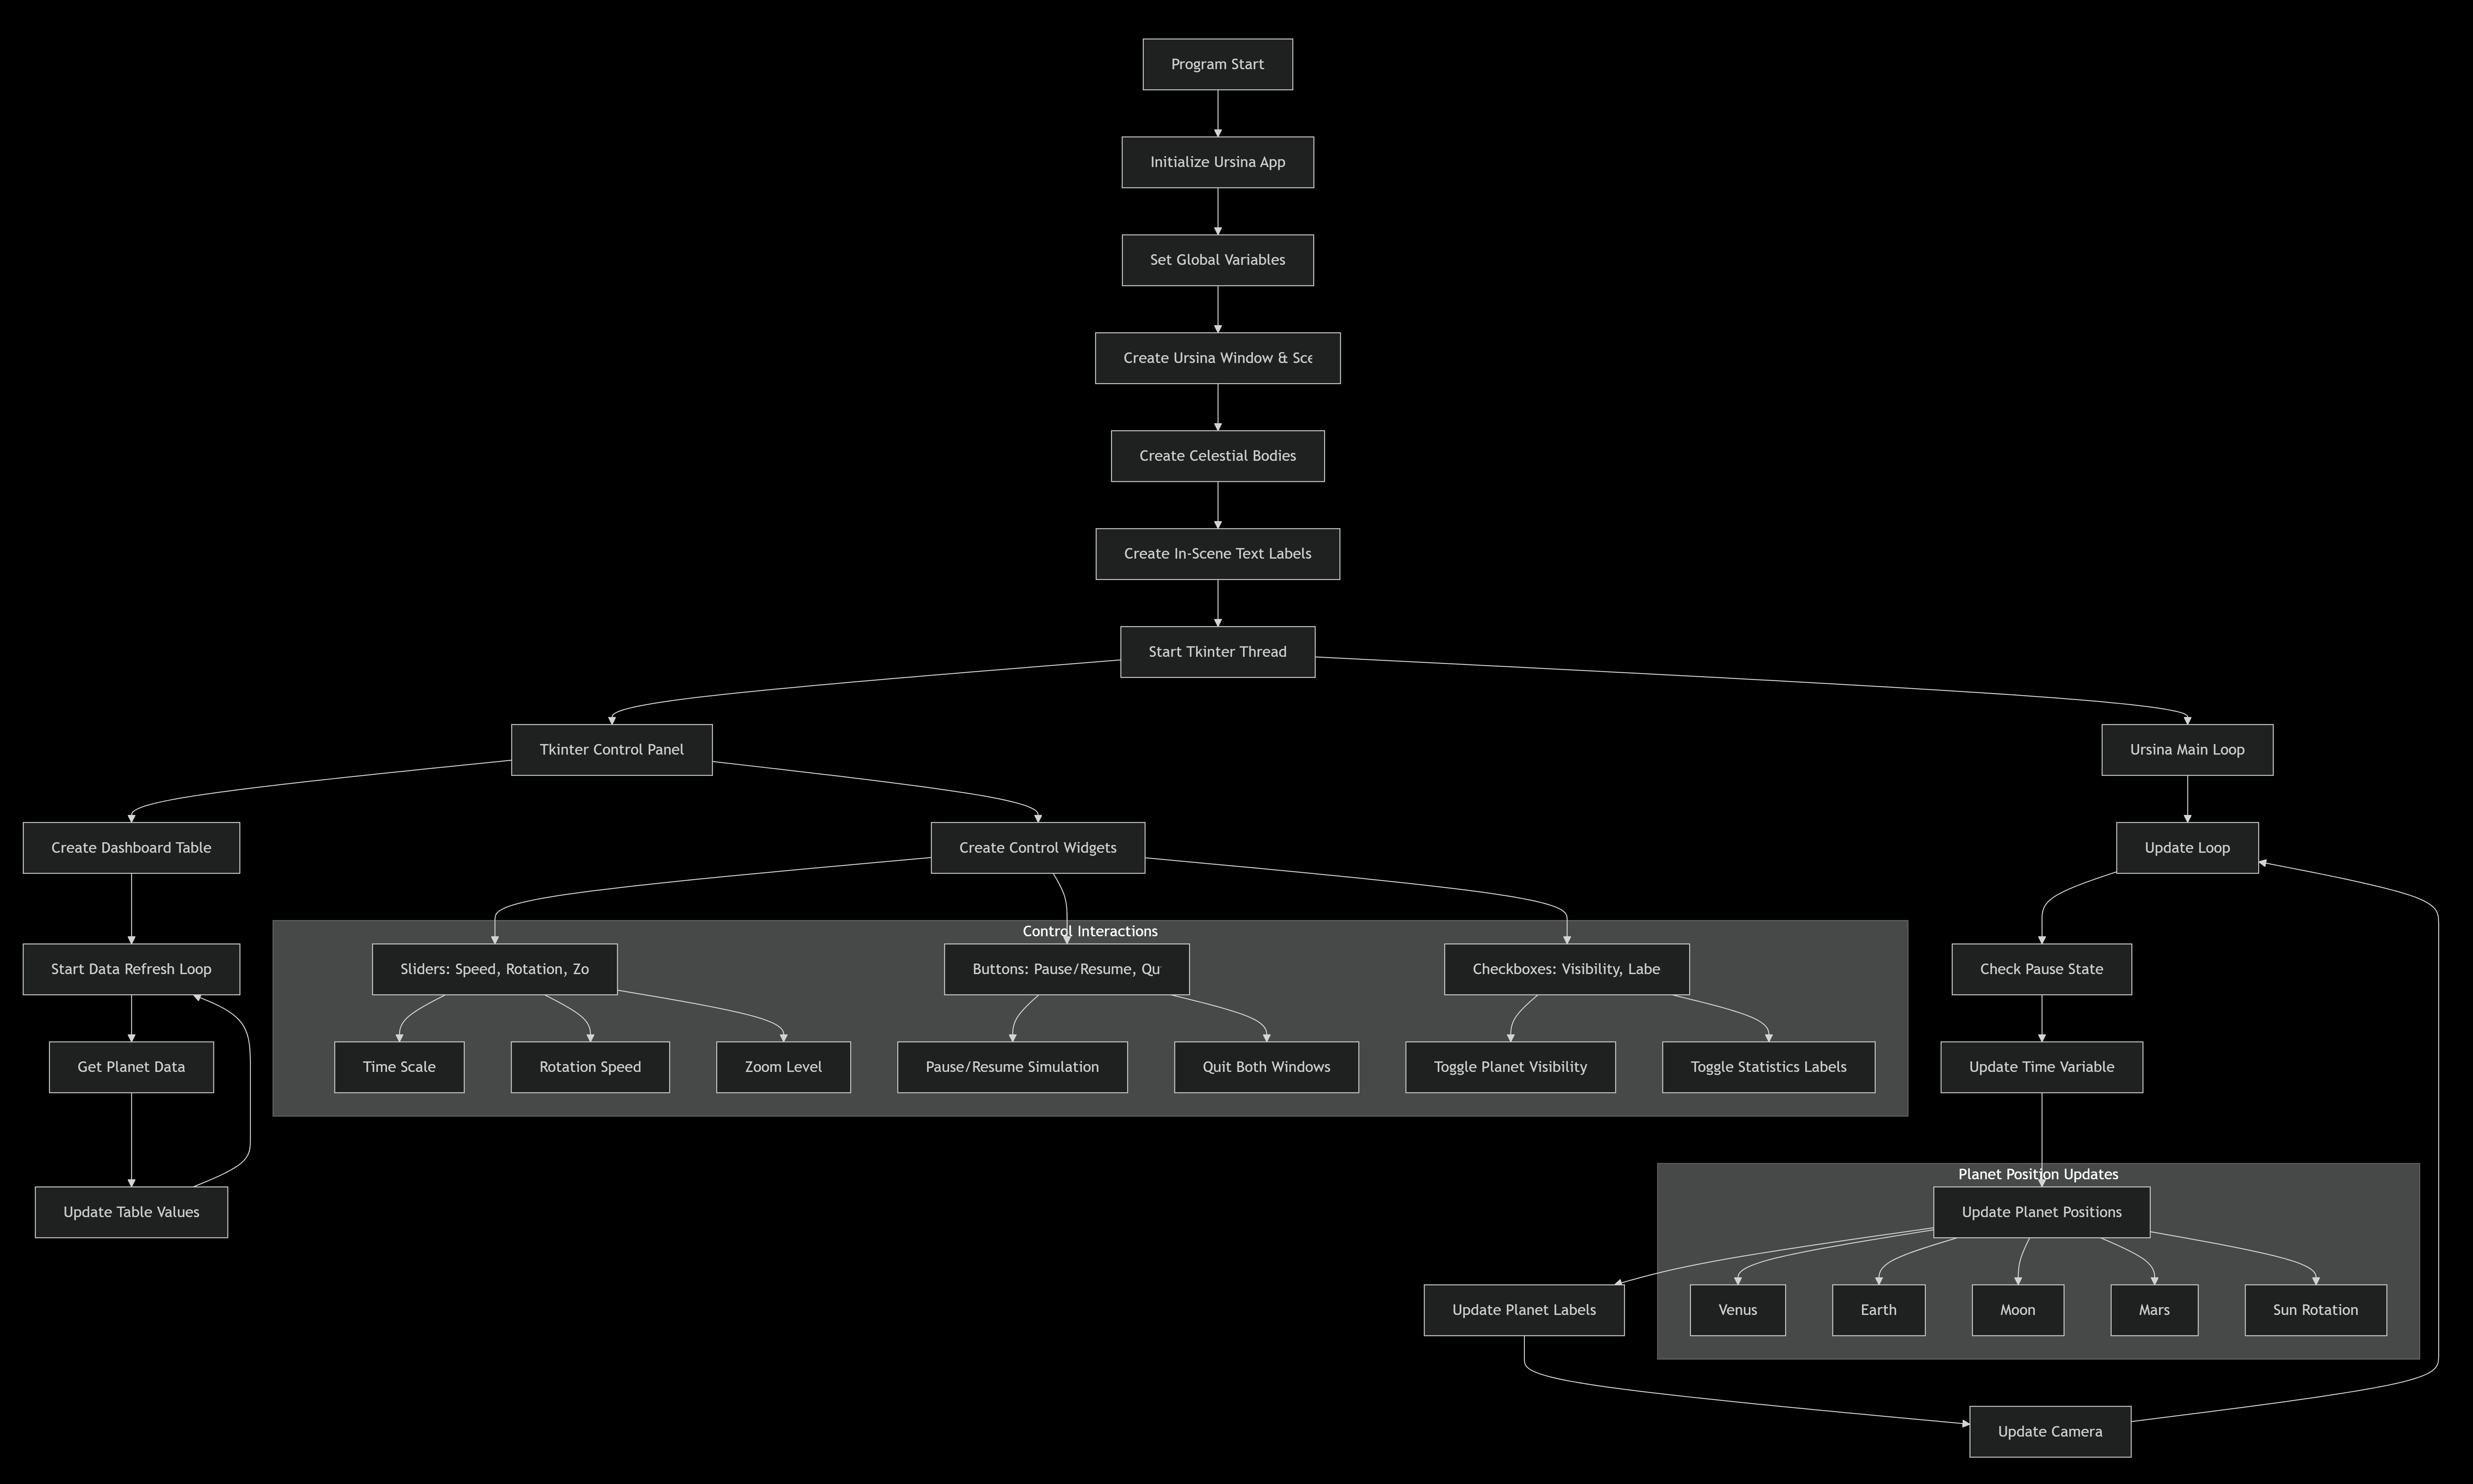 Program Start
Initialize Ursina App
Set Global Variables
Create Ursina Window & Sce
Create Celestial Bodies
Create In-Scene Text Labels
Start Tkinter Thread
Tkinter Control Panel
Ursina Main Loop
Create Dashboard Table
Create Control Widgets
Update Loop
Control Interactions
Start Data Refresh Loop
Sliders: Speed, Rotation, Zo
Buttons: Pause/Resume, Qu
Checkboxes: Visibility, Labe
Check Pause State
Get Planet Data
Time Scale
Rotation Speed
Zoom Level
Pause/Resume Simulation
Quit Both Windows
Toggle Planet Visibility
Toggle Statistics Labels
Update Time Variable
Planet Position Updates
Update Table Values
Update Planet Positions
Update Planet Labels
Venus
Earth
Moon
Mars
Sun Rotation
Update Camera